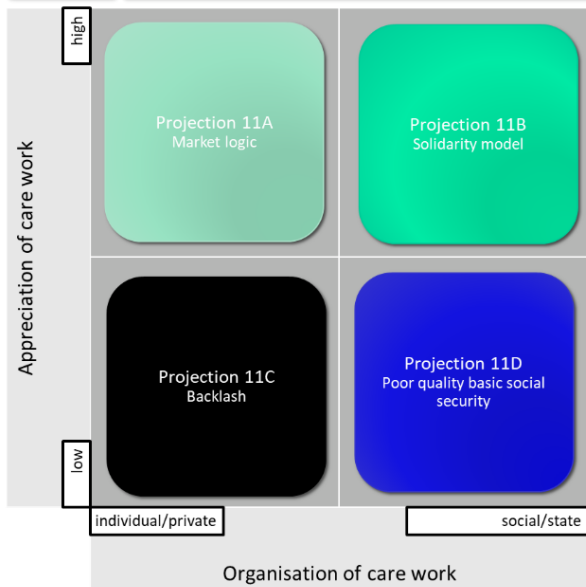 high
Appreciation of care work
Projection 11A
Market logic
Projection 11B
Solidarity model
Projection 11C
Backlash
Projection 11D
Poor quality basic social
security
low
individual/private
social/state
Organisation of care work